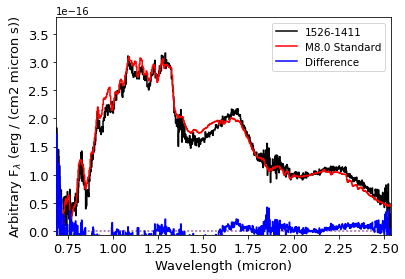 1e−16
1526-1411
M8.0 Standard
Difference
Arbitrary Fλ (erg / (cm2 micron s))
3.5
3.0
2.5
2.0
1.5
1.0
0.5
0.0
0.75 1.00 1.25 1.50 1.75 2.00 2.25 2.50
Wavelength (micron)